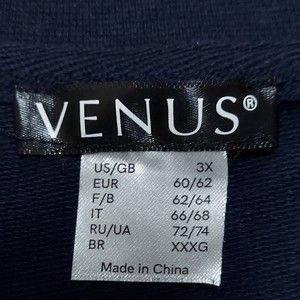 VENUS®
US/GB 3X
EUR 60/62
F/B 62/64
IT 66/68
RU/UA 72/74
BR XXXG
Made in China